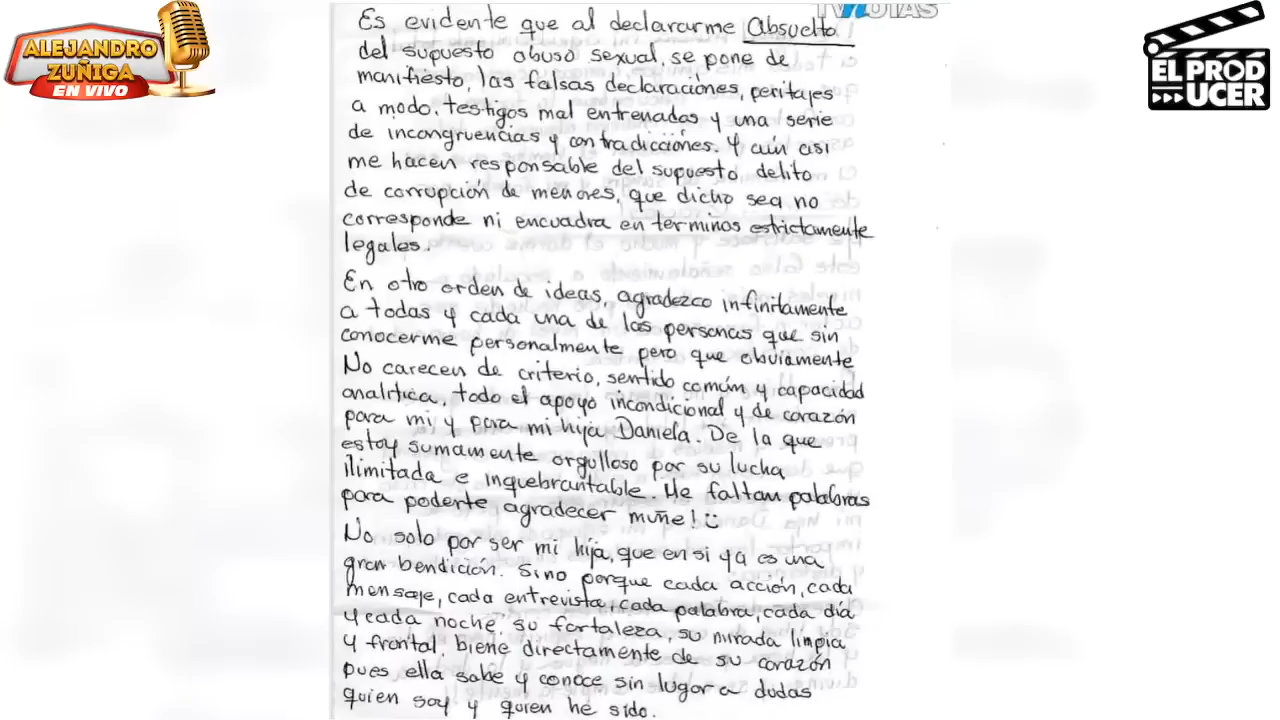 TVNOTAS
ALEJANDRO
ZUÑIGA
EN VIVO
EL PROD
UCER
Es evidente que al declararme Absuelto
del supuesto abuso sexual, se pone de
manifiesto, las falsas declaraciones, peritajes
a modo, testigos mal entrenados y una serie
de incongruencias y contradicciones. Y aún asi
me hacen responsable del supuesto delito
de corrupción de menores, que dicho sea no
corresponde ni encuadra en términos estrictamente
legales.
En otro orden de ideas, agradezco infinitamente
a todas y cada una de las personas que sin
conocerme personalmente pero que obviamente
No carecen de criterio, sentido común y capacidad
analitica, todo el apoyo incondicional y de corazón
para mi y para mi hija Daniela. De la que
estoy sumamente orgulloso por su lucha
ilimitada e inquebrantable. Me faltan palabras
para poderte agradecer muñe!
No solo por ser mi hija, que en si ya es una
gran bendición. Sino porque cada acción, cada
mensaje, cada entrevista, cada palabra, cada día
y cada noche, su fortaleza, su mirada limpia
y frontal, biene directamente de su corazón
pues ella sabe y conoce sin lugar a dudas
quien soy y quien he sido.